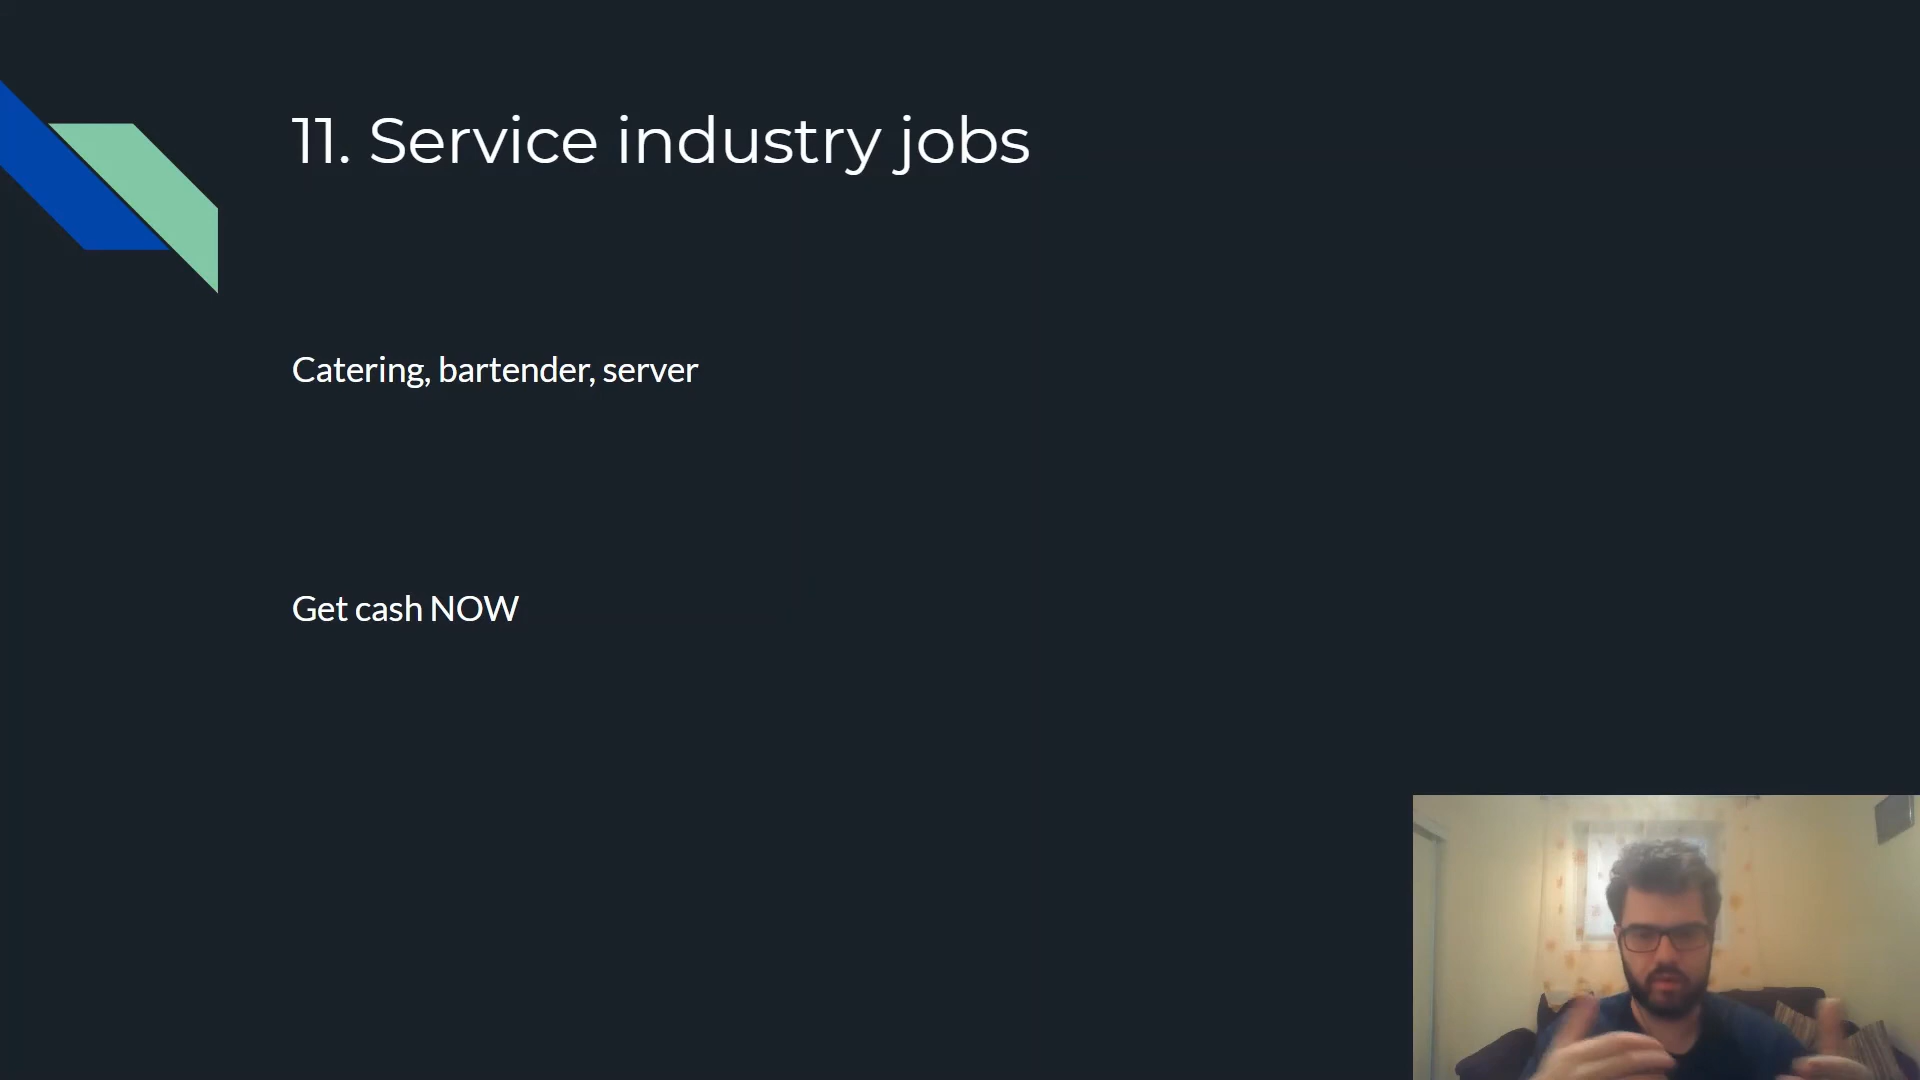 11. Service industry jobs
Catering, bartender, server
Get cash NOW